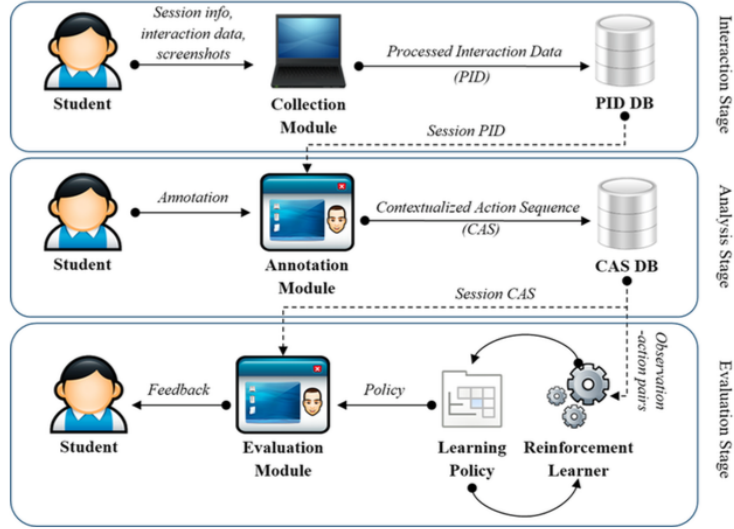 Session info,
interaction data,
screenshots
Processed Interaction Data
(PID)
Student
Collection
Module
PID DB
Interaction Stage
Session PID
Annotation
Contextualized Action Sequence
(CAS)
Student
Annotation
Module
CAS DB
Analysis Stage
Session CAS
Observation
-action pairs
Feedback
Policy
Student
Evaluation
Module
Learning
Policy
Reinforcement
Learner
Evaluation Stage